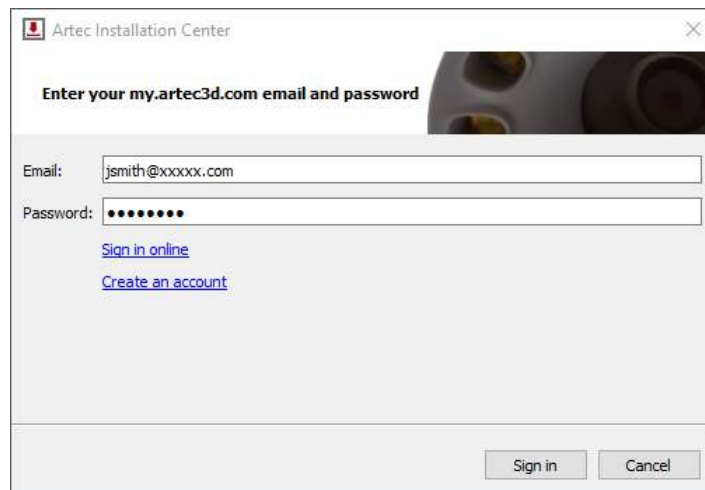 Artec Installation Center
Enter your my.artec3d.com email and password
Email: jsmith@xxxxx.com
Password: ●●●●●●●●
Sign in online
Create an account
Sign in Cancel